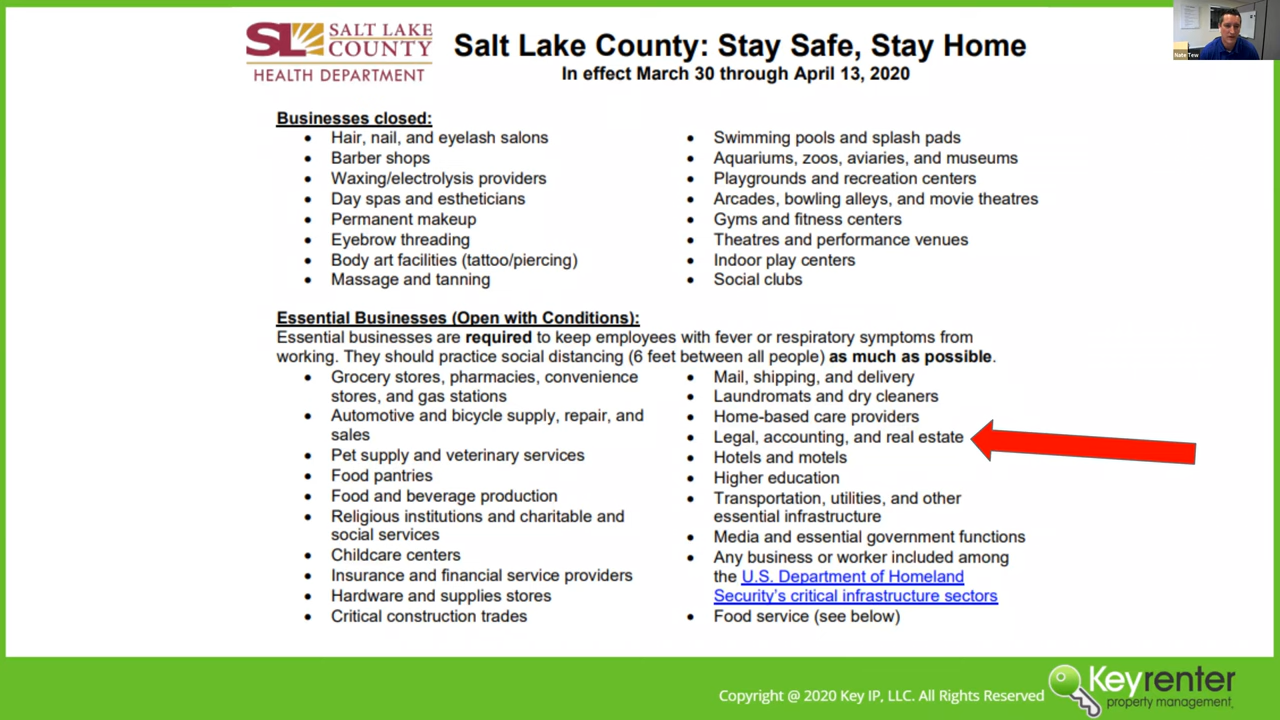 SL SALT LAKE
COUNTY
HEALTH DEPARTMENT
Salt Lake County: Stay Safe, Stay Home
In effect March 30 through April 13, 2020
Nate Tew
Businesses closed:
• Hair, nail, and eyelash salons
• Barber shops
• Waxing/electrolysis providers
• Day spas and estheticians
• Permanent makeup
• Eyebrow threading
• Body art facilities (tattoo/piercing)
• Massage and tanning
• Swimming pools and splash pads
• Aquariums, zoos, aviaries, and museums
• Playgrounds and recreation centers
• Arcades, bowling alleys, and movie theatres
• Gyms and fitness centers
• Theatres and performance venues
• Indoor play centers
• Social clubs
Essential Businesses (Open with Conditions):
Essential businesses are required to keep employees with fever or respiratory symptoms from
working. They should practice social distancing (6 feet between all people) as much as possible.
• Grocery stores, pharmacies, convenience
stores, and gas stations
• Automotive and bicycle supply, repair, and
sales
• Pet supply and veterinary services
• Food pantries
• Food and beverage production
• Religious institutions and charitable and
social services
• Childcare centers
• Insurance and financial service providers
• Hardware and supplies stores
• Critical construction trades
• Mail, shipping, and delivery
• Laundromats and dry cleaners
• Home-based care providers
• Legal, accounting, and real estate
• Hotels and motels
• Higher education
• Transportation, utilities, and other
essential infrastructure
• Media and essential government functions
• Any business or worker included among
the U.S. Department of Homeland
Security's critical infrastructure sectors
• Food service (see below)
Copyright @ 2020 Key IP, LLC. All Rights Reserved
Keyrenter
property management